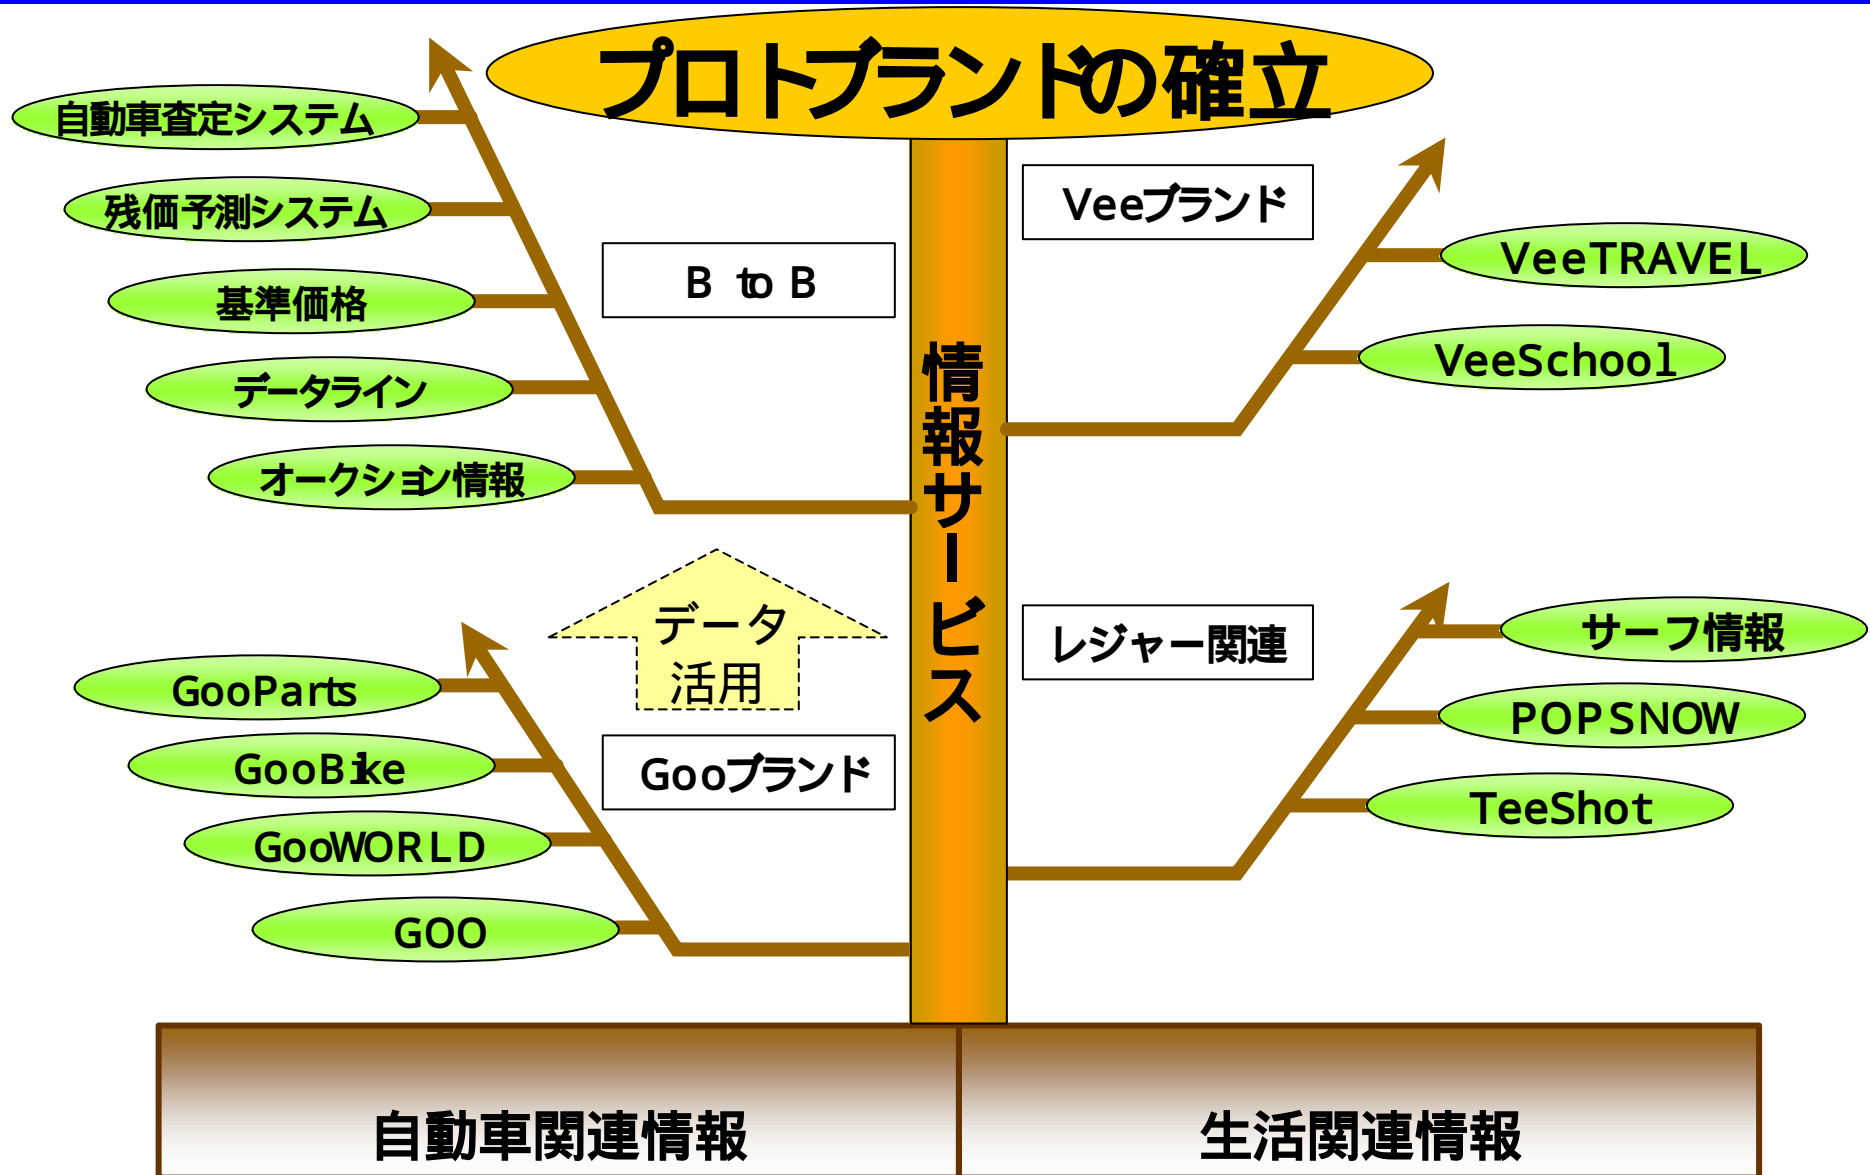 プロトブランドの確立
自動車査定システム
残価予測システム
基準価格
データライン
オークション情報
B to B
Veeブランド
VeeTRAVEL
VeeSchool
情報サービス
データ
活用
GooParts
GooBike
GooWORLD
GOO
Gooブランド
レジャー関連
サーフ情報
POPSNOW
TeeShot
自動車関連情報
生活関連情報